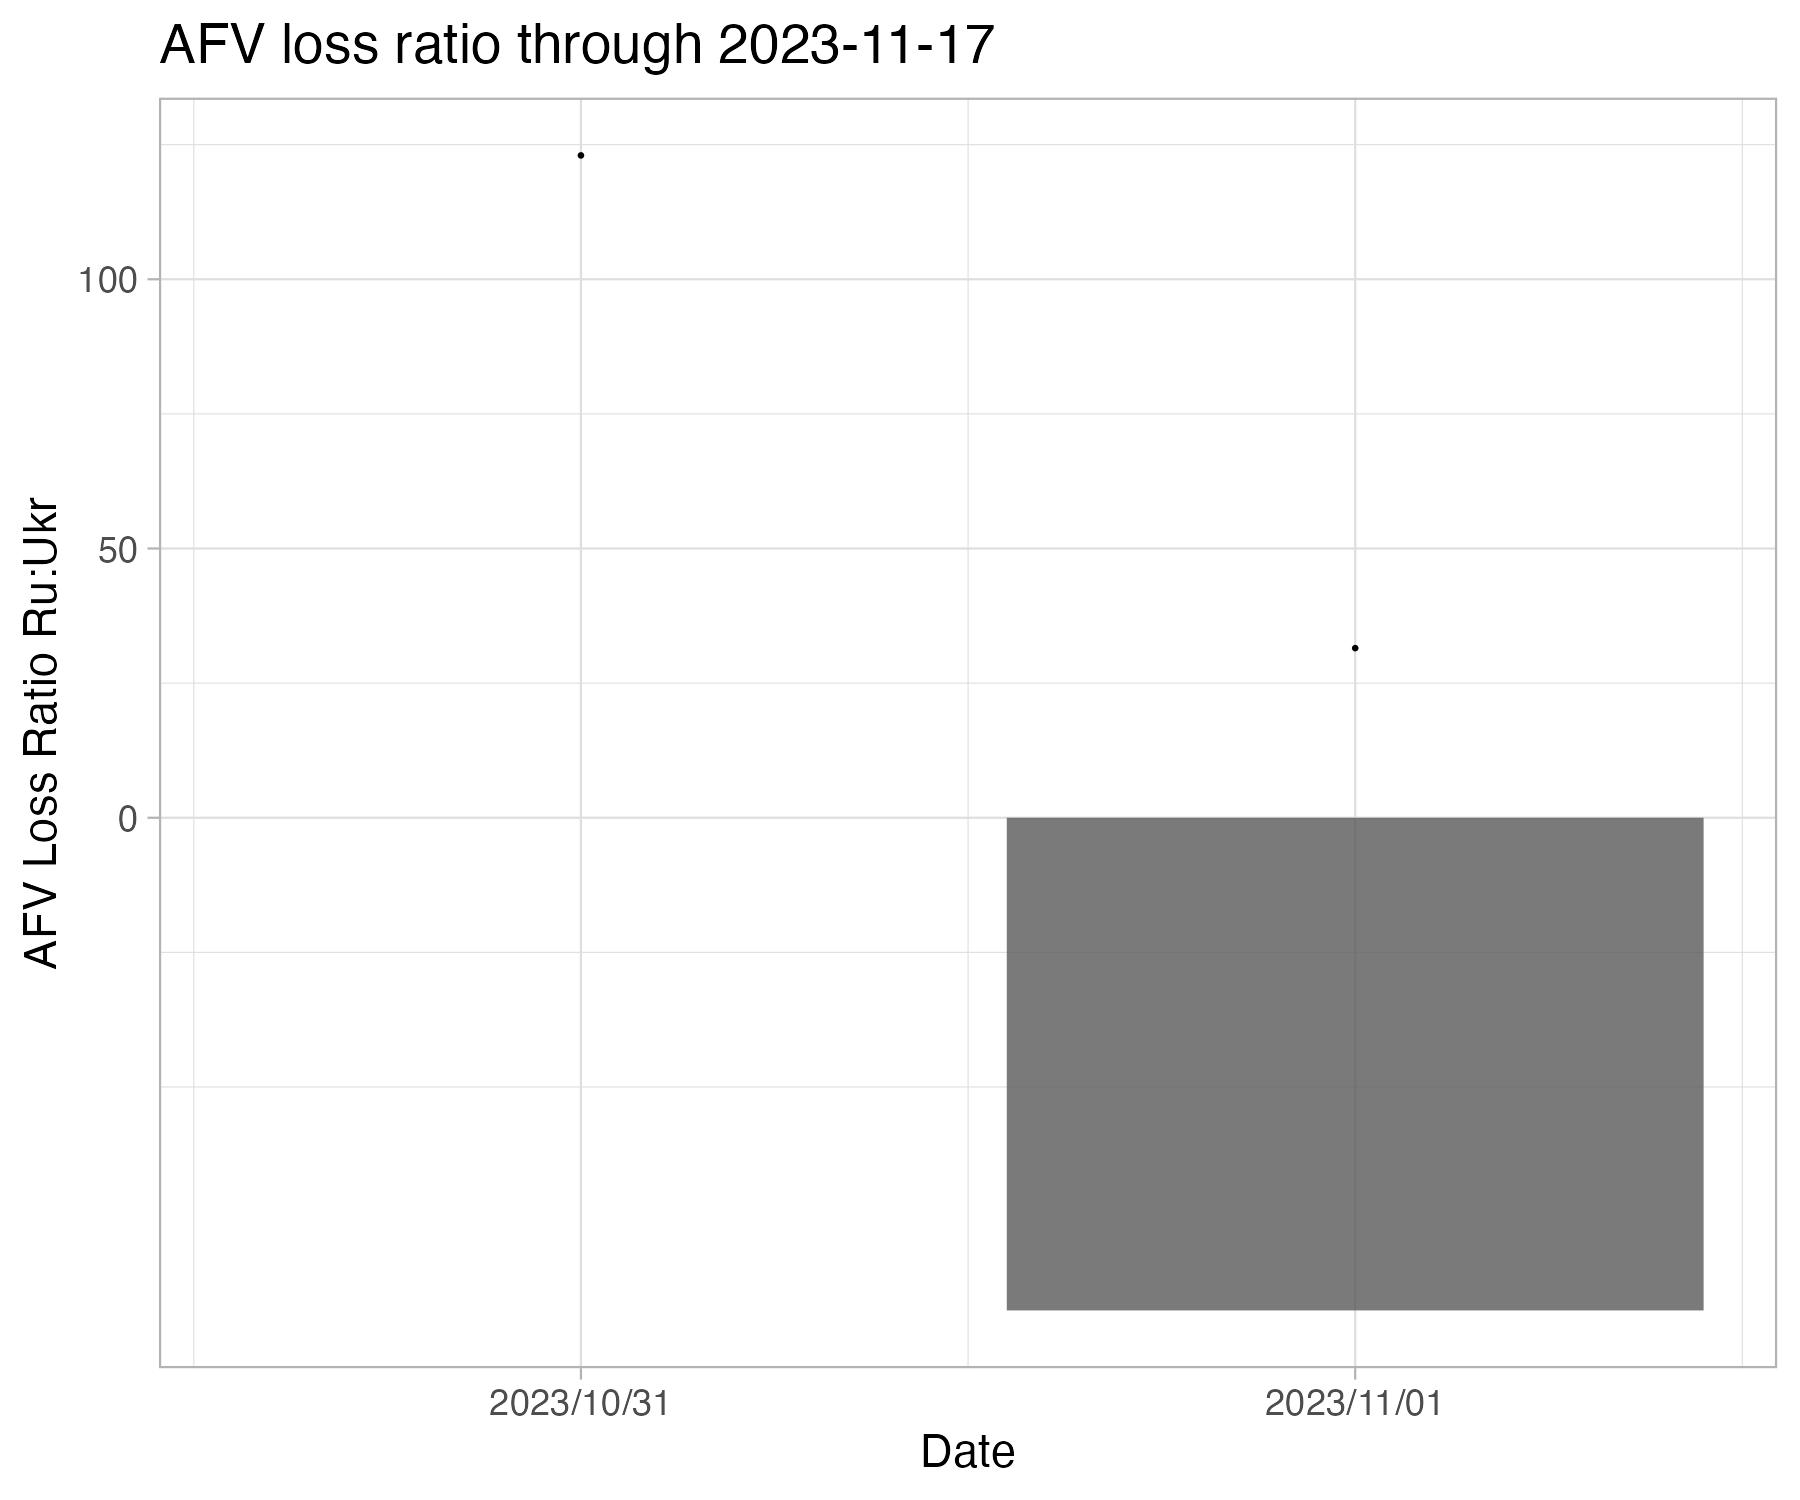 AFV loss ratio through 2023-11-17
AFV Loss Ratio Ru:Ukr
100
50
0
2023/10/31
2023/11/01
Date